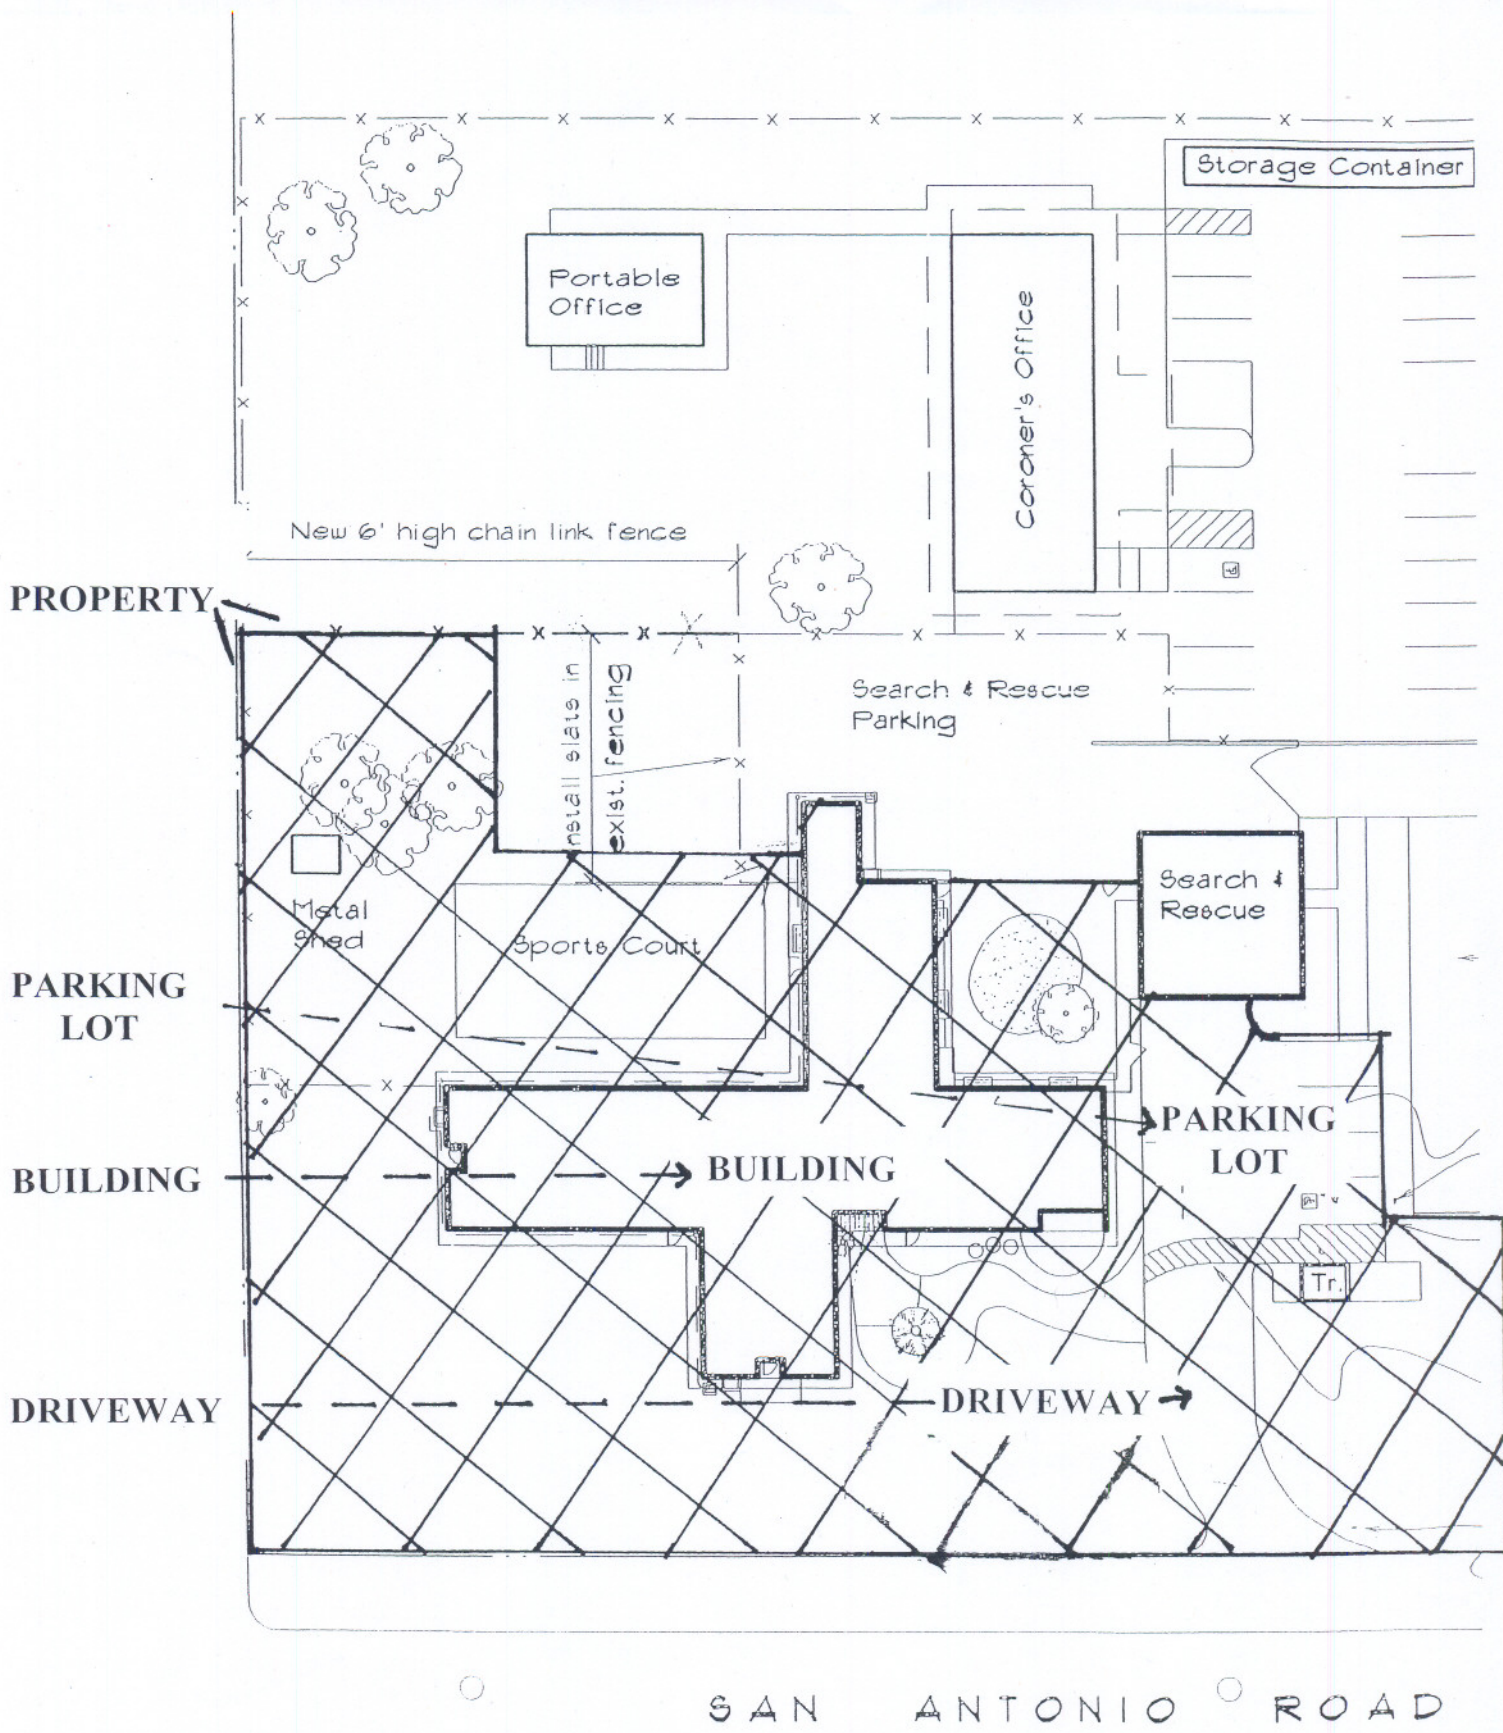 Storage Container
Portable
Office
Coroner's Office
New 6' high chain link fence
PROPERTY
Install slats in
exist. fencing
Search & Rescue
Parking
Search &
Rescue
Metal
Shed
Sports Court
PARKING
LOT
PARKING
LOT
BUILDING
BUILDING
Tr.
DRIVEWAY
DRIVEWAY
SAN ANTONIO ROAD